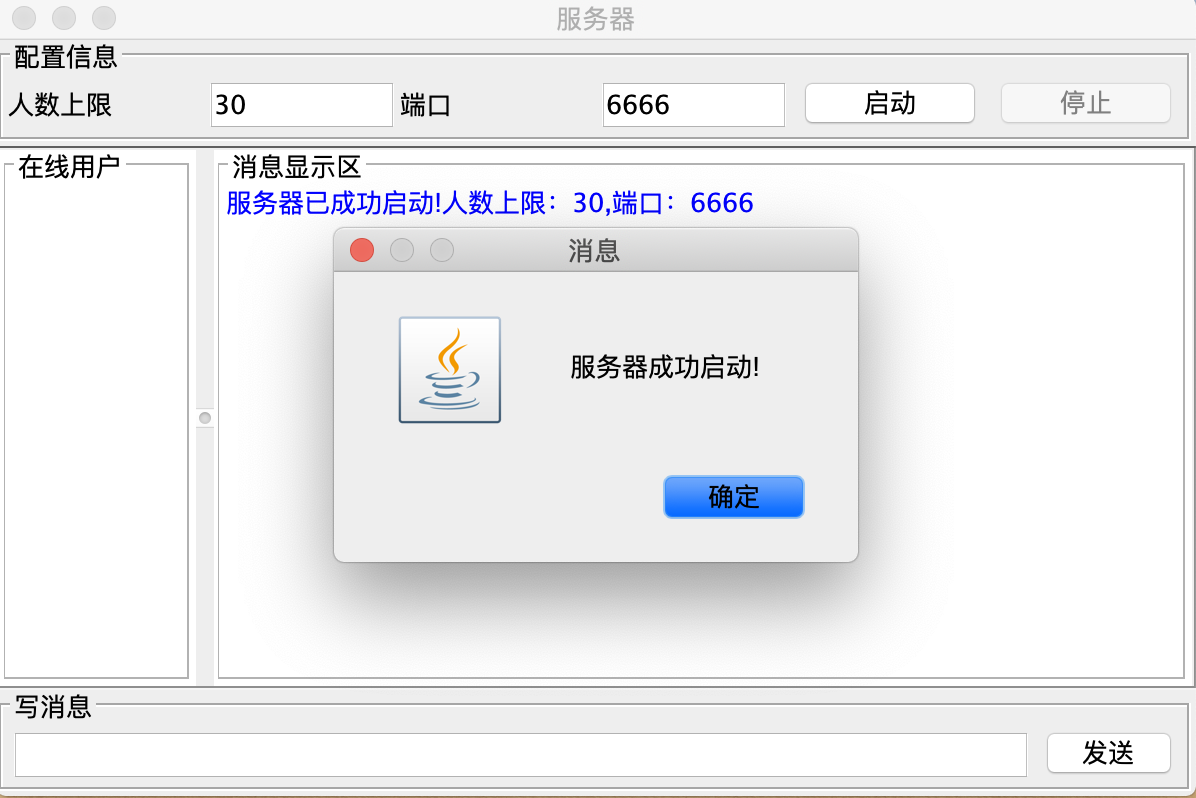 服务器
配置信息
人数上限 30 端口 6666 启动 停止
在线用户
消息显示区
服务器已成功启动!人数上限：30,端口：6666
消息
服务器成功启动!
确定
写消息
发送